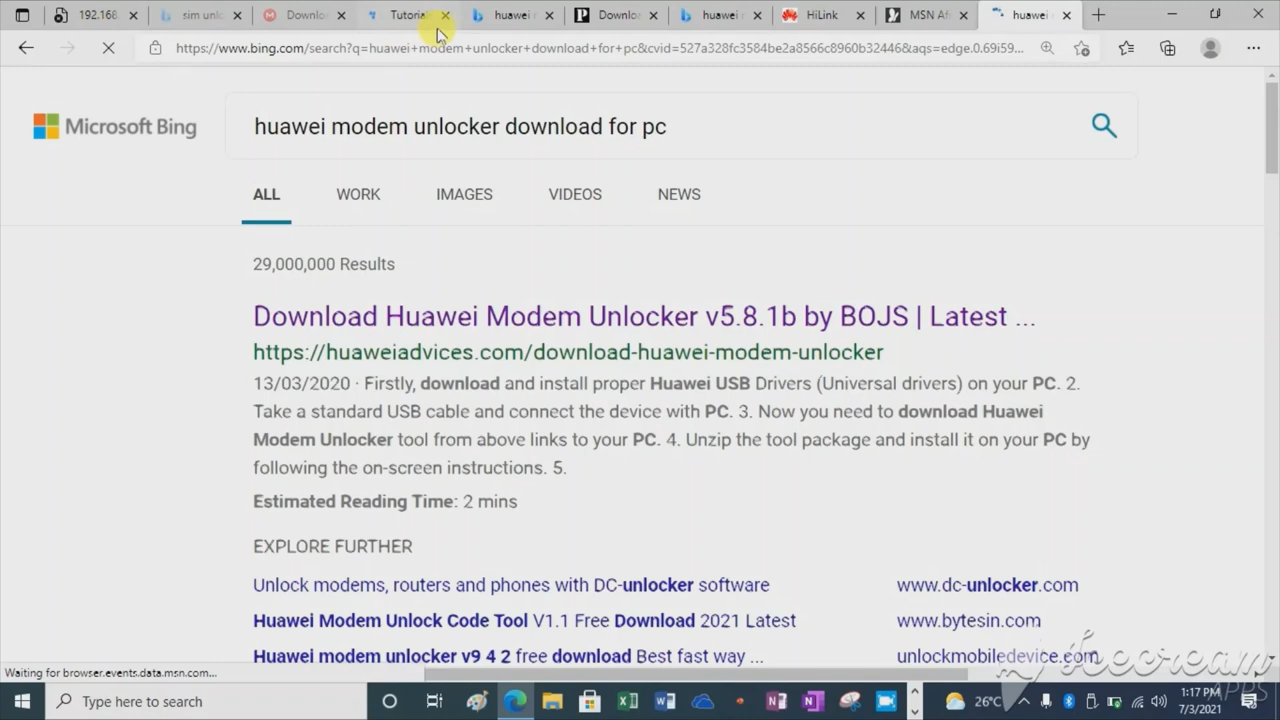 192.168.
sim unlo
Downlo
Tutorial
huawei
Downlo
huawei
HiLink
MSN Af
huawei
https://www.bing.com/search?q=huawei+modem+unlocker+download+for+pc&cvid=527a328fc3584be2a8566c8960b32446&aqs=edge.0.69i59...
Microsoft Bing
huawei modem unlocker download for pc
ALL WORK IMAGES VIDEOS NEWS
29,000,000 Results
Download Huawei Modem Unlocker v5.8.1b by BOJS | Latest ...
https://huaweiadvices.com/download-huawei-modem-unlocker
13/03/2020 · Firstly, download and install proper Huawei USB Drivers (Universal drivers) on your PC. 2.
Take a standard USB cable and connect the device with PC. 3. Now you need to download Huawei
Modem Unlocker tool from above links to your PC. 4. Unzip the tool package and install it on your PC by
following the on-screen instructions. 5.
Estimated Reading Time: 2 mins
EXPLORE FURTHER
Unlock modems, routers and phones with DC-unlocker software www.dc-unlocker.com
Huawei Modem Unlock Code Tool V1.1 Free Download 2021 Latest www.bytesin.com
Huawei modem unlocker v9 4 2 free download Best fast way ... unlockmobiledevice.com
Waiting for browser.events.data.msn.com...
Icecream
APPS
Type here to search
26°C
1:17 PM
7/3/2021